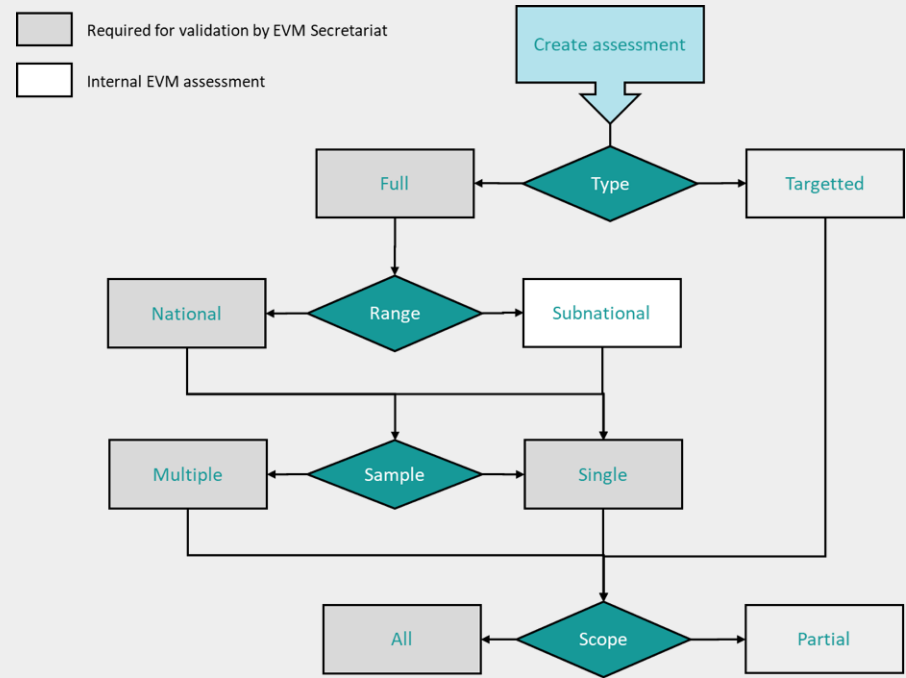 Required for validation by EVM Secretariat
Internal EVM assessment
Create assessment
Full
Type
Targetted
National
Range
Subnational
Multiple
Sample
Single
All
Scope
Partial